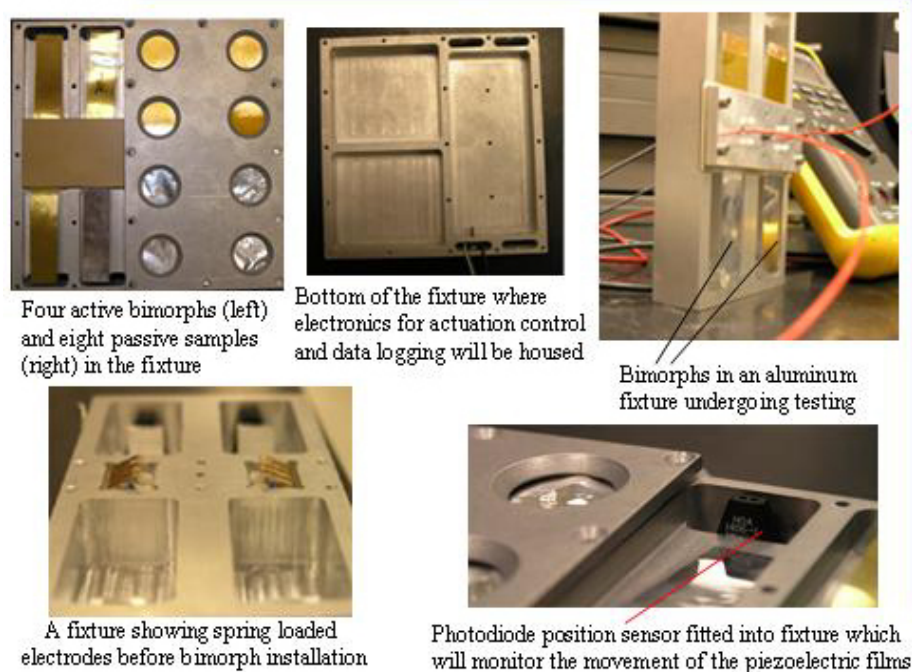 Four active bimorphs (left)
and eight passive samples
(right) in the fixture
Bottom of the fixture where
electronics for actuation control
and data logging will be housed
Bimorphs in an aluminum
fixture undergoing testing
A fixture showing spring loaded
electrodes before bimorph installation
Photodiode position sensor fitted into fixture which
will monitor the movement of the piezoelectric films